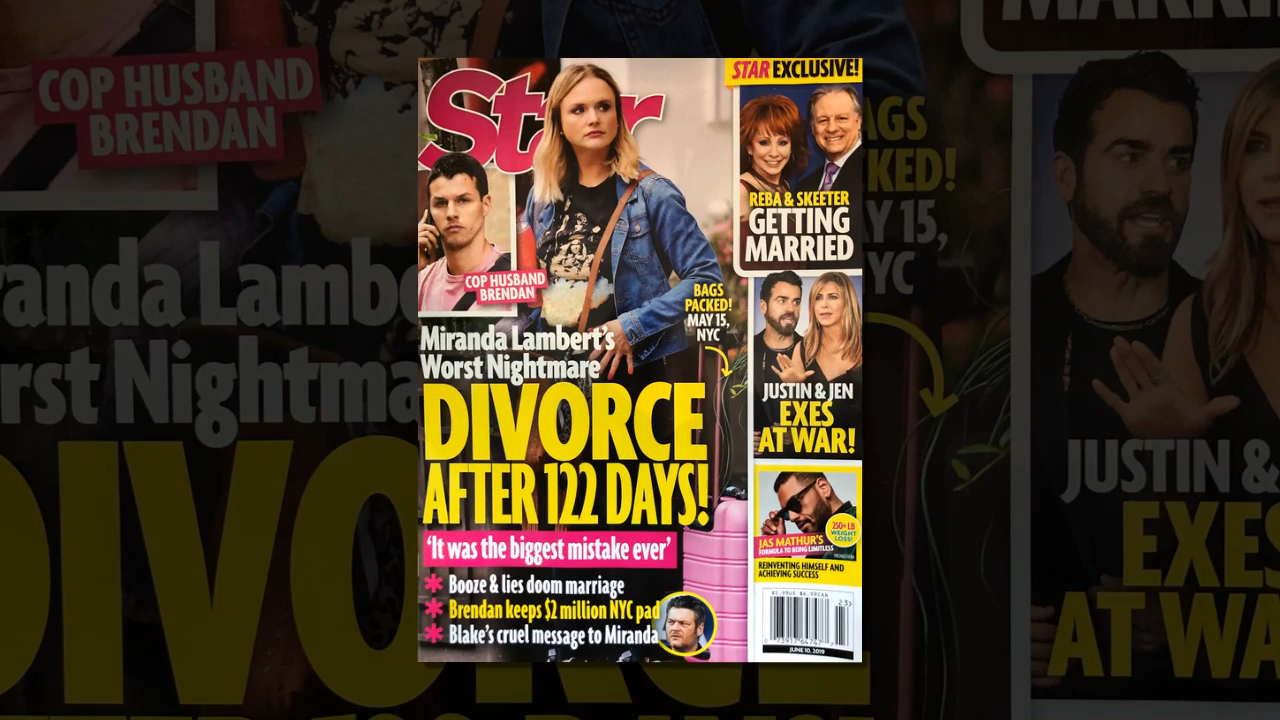 COP HUSBAND
BRENDAN
Star
COP HUSBAND
BRENDAN
BAGS
PACKED!
MAY 15,
NYC
Miranda Lambert's
Worst Nightmare
DIVORCE
AFTER 122 DAYS!
'It was the biggest mistake ever'
* Booze & lies doom marriage
* Brendan keeps $2 million NYC pad
* Blake's cruel message to Miranda
STAR EXCLUSIVE!
REBA & SKEETER
GETTING
MARRIED
JUSTIN & JEN
EXES
AT WAR!
250+ LB
WEIGHT
LOSS!
JAS MATHUR'S
FORMULA TO BEING LIMITLESS
REINVENTING HIMSELF AND
ACHIEVING SUCCESS
23>
JUNE 10, 2019
AGS
KED!
AY 15,
YC
randa Lambe
rst Nightma
DIVO
JUSTIN &
EXES
AT WA